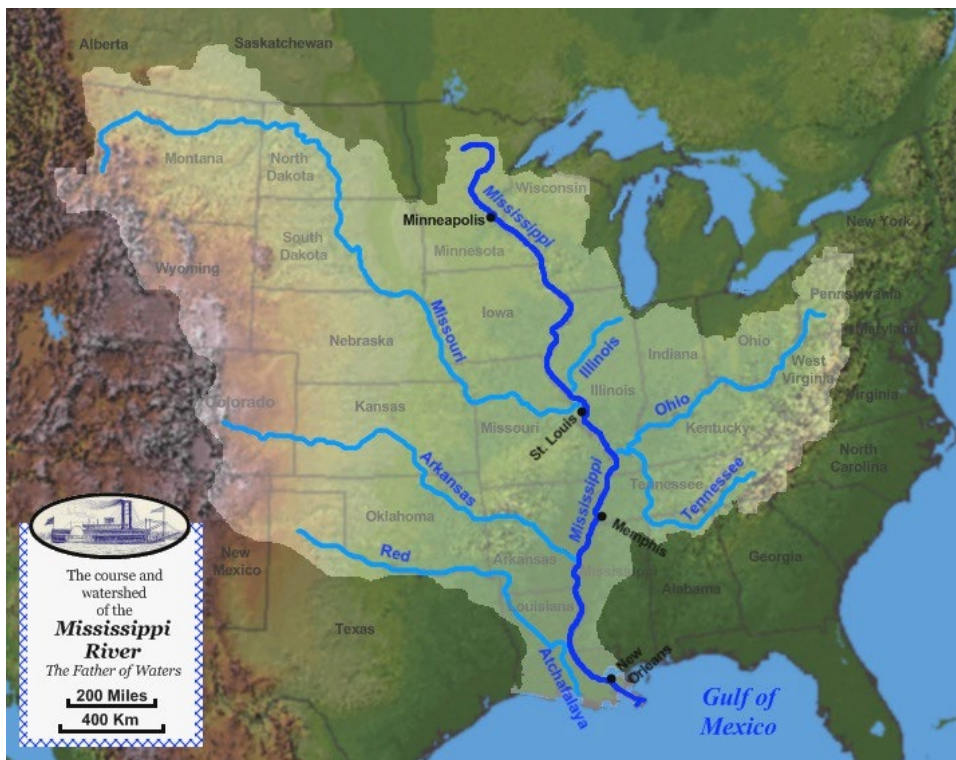 Alberta
Saskatchewan
Montana
North
Dakota
Wisconsin
Mississippi
Minneapolis
New York
South
Dakota
Minnesota
Wyoming
Pennsylvania
Missouri
Iowa
Maryland
Nebraska
Illinois
Indiana
Ohio
West
Virginia
Illinois
Virginia
Colorado
Kansas
Missouri
St. Louis
Ohio
Kentucky
North
Carolina
Arkansas
Mississippi
Tennessee
Tennessee
Oklahoma
Memphis
Red
New
Mexico
Arkansas
Mississippi
Georgia
Alabama
Louisiana
Texas
Atchafalaya
New
Orleans
Gulf of
Mexico
The course and
watershed
of the
Mississippi
River
The Father of Waters
200 Miles
400 Km